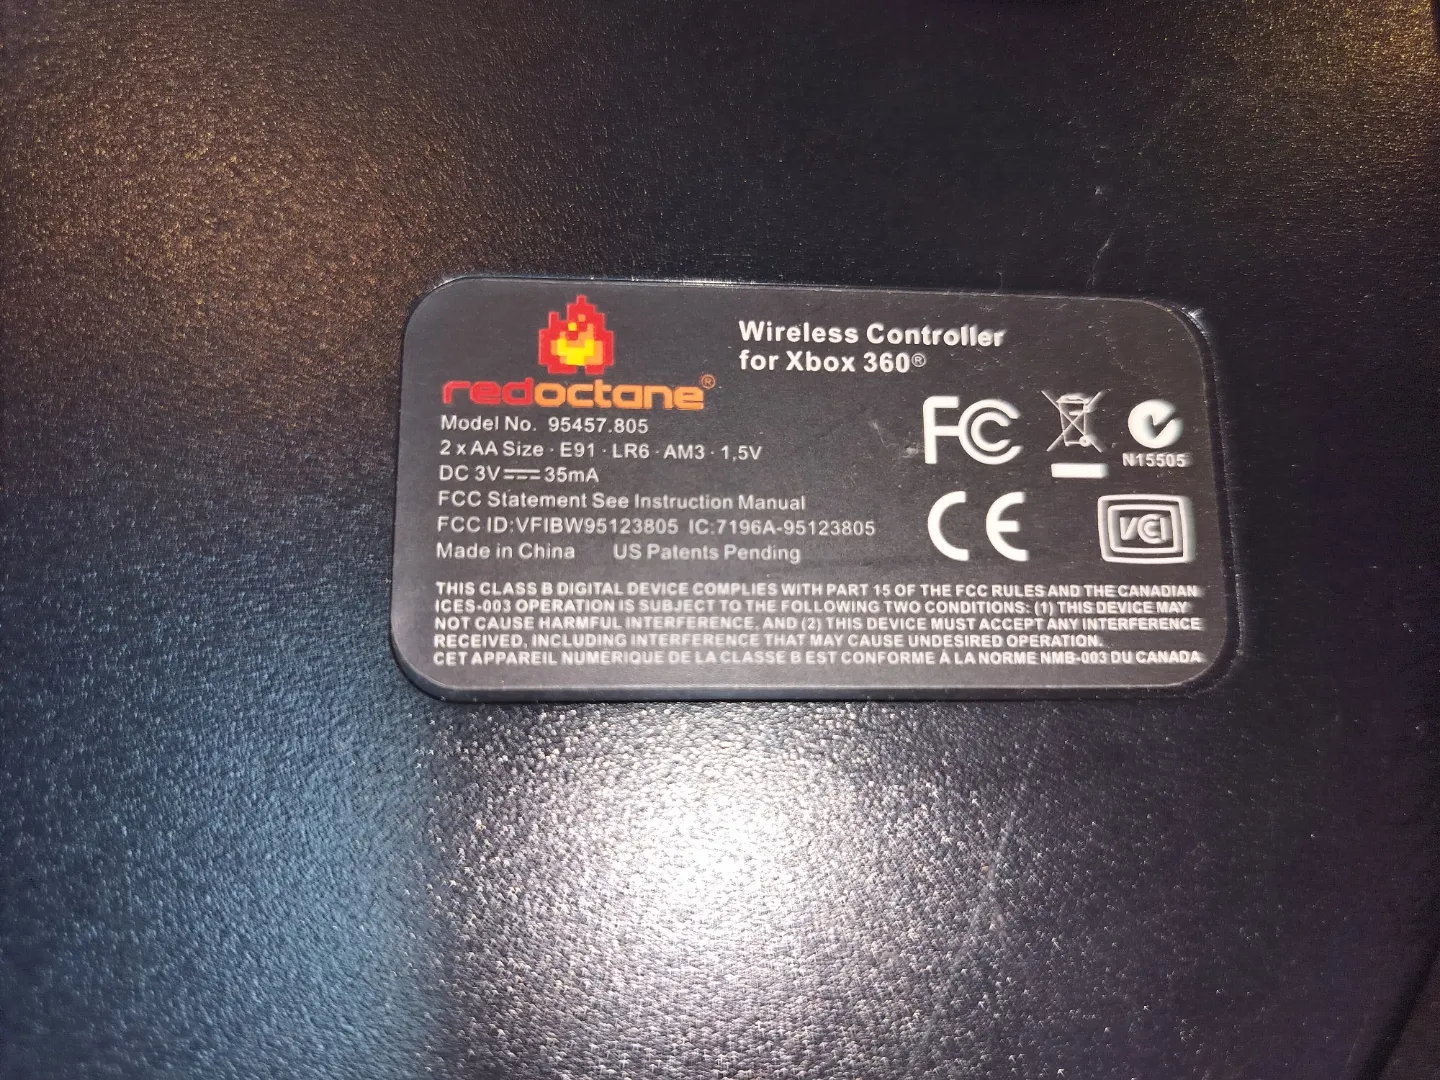 redoctane®
Wireless Controller
for Xbox 360®
Model No. 95457.805
2 x AA Size · E91 · LR6 · AM3 · 1,5V
DC 3V⎓35mA
FCC Statement See Instruction Manual
FCC ID:VFIBW95123805 IC:7196A-95123805
Made in China US Patents Pending
FC
N15505
CE
VCI
THIS CLASS B DIGITAL DEVICE COMPLIES WITH PART 15 OF THE FCC RULES AND THE CANADIAN
ICES-003 OPERATION IS SUBJECT TO THE FOLLOWING TWO CONDITIONS: (1) THIS DEVICE MAY
NOT CAUSE HARMFUL INTERFERENCE, AND (2) THIS DEVICE MUST ACCEPT ANY INTERFERENCE
RECEIVED, INCLUDING INTERFERENCE THAT MAY CAUSE UNDESIRED OPERATION.
CET APPAREIL NUMÉRIQUE DE LA CLASSE B EST CONFORME À LA NORME NMB-003 DU CANADA